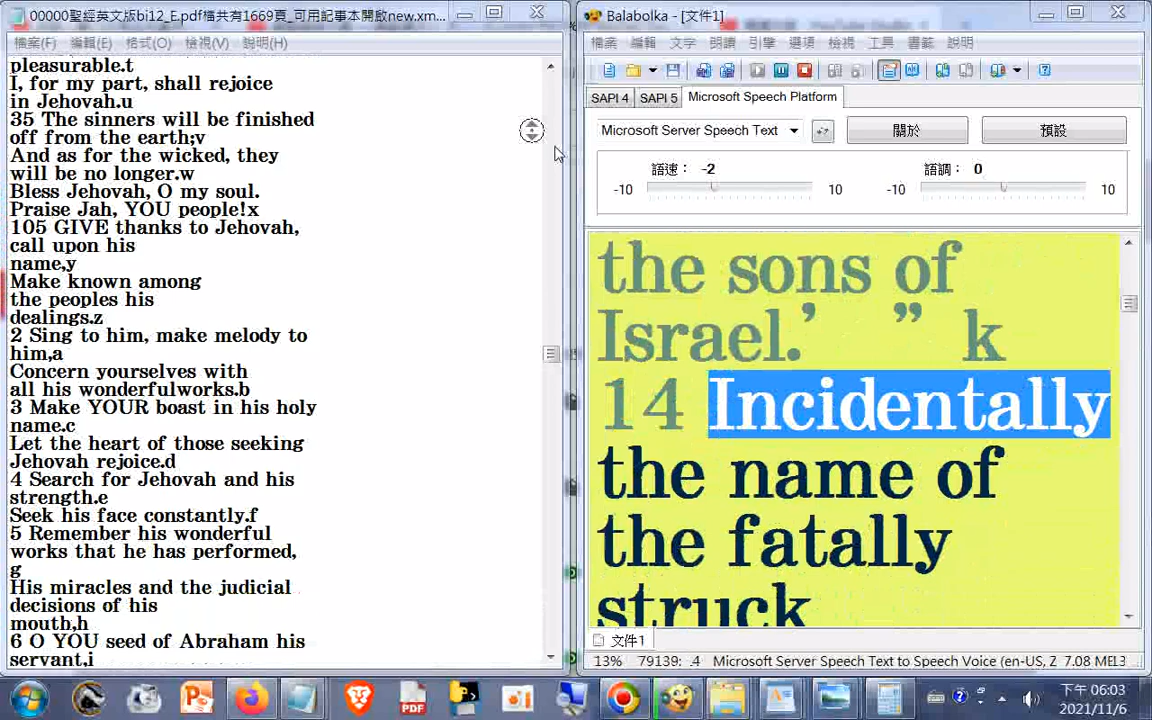 00000聖經英文版bi12_E.pdf檔共有1669頁_可用記事本開啟new.xm...
檔案(F) 編輯(E) 格式(O) 檢視(V) 說明(H)
pleasurable.t
I, for my part, shall rejoice
in Jehovah.u
35 The sinners will be finished
off from the earth;v
And as for the wicked, they
will be no longer.w
Bless Jehovah, O my soul.
Praise Jah, YOU people!x
105 GIVE thanks to Jehovah,
call upon his
name,y
Make known among
the peoples his
dealings.z
2 Sing to him, make melody to
him,a
Concern yourselves with
all his wonderfulworks.b
3 Make YOUR boast in his holy
name.c
Let the heart of those seeking
Jehovah rejoice.d
4 Search for Jehovah and his
strength.e
Seek his face constantly.f
5 Remember his wonderful
works that he has performed,
g
His miracles and the judicial
decisions of his
mouth,h
6 O YOU seed of Abraham his
servant,i
Balabolka - [文件1]
檔案 編輯 文字 朗讀 引擎 選項 檢視 工具 書籤 說明
SAPI 4 SAPI 5 Microsoft Speech Platform
Microsoft Server Speech Text 關於 預設
語速: -2 語調: 0
-10 10 -10 10
the sons of
Israel.’ ” k
14 Incidentally
the name of
the fatally
struck
文件1
13% 79139: .4 Microsoft Server Speech Text to Speech Voice (en-US, Z 7.08 МЕ13
PDF
下午 06:03
2021/11/6